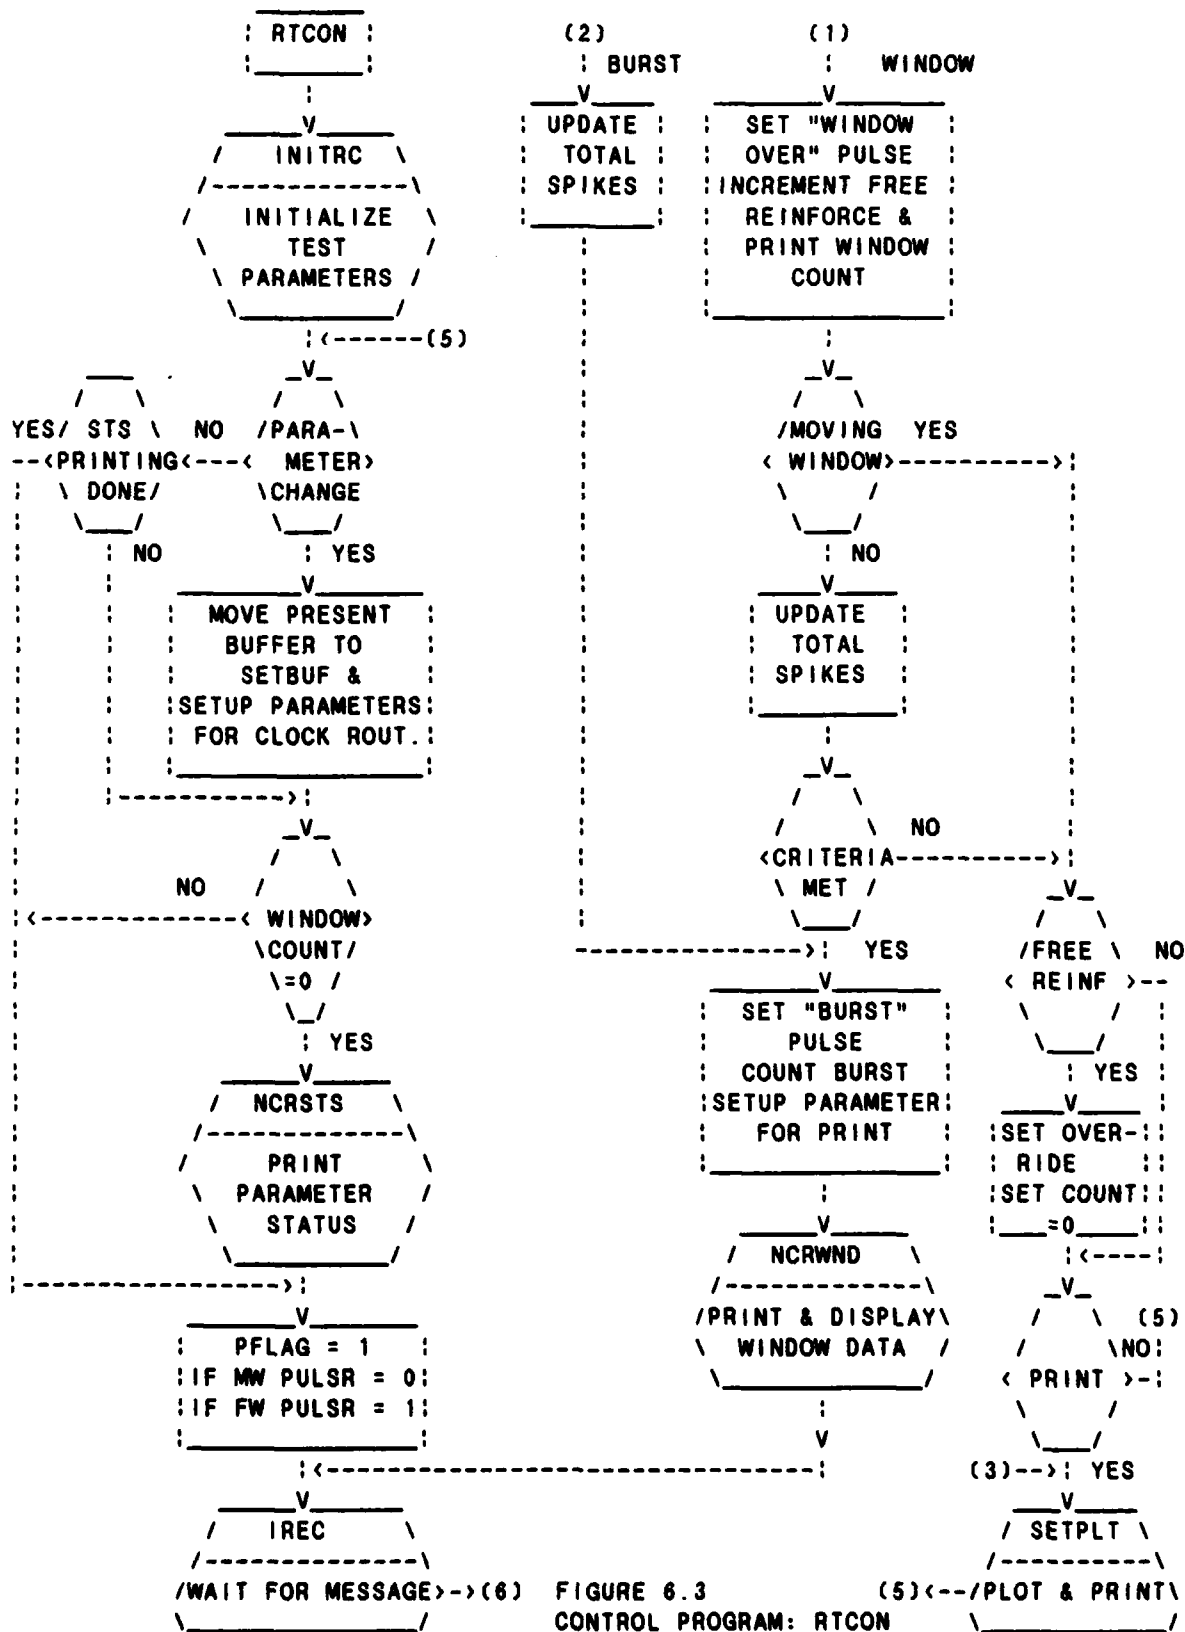 RTCON
INITRC
INITIALIZE
TEST
PARAMETERS
(5)
PARA-
METER
CHANGE
NO
YES
STS
PRINTING
DONE
YES
NO
MOVE PRESENT
BUFFER TO
SETBUF &
SETUP PARAMETERS
FOR CLOCK ROUT.
WINDOW
COUNT
=0
NO
YES
NCRSTS
PRINT
PARAMETER
STATUS
PFLAG = 1
IF MW PULSR = 0
IF FW PULSR = 1
IREC
WAIT FOR MESSAGE
(6)
(2)
BURST
UPDATE
TOTAL
SPIKES
(1)
WINDOW
SET "WINDOW
OVER" PULSE
INCREMENT FREE
REINFORCE &
PRINT WINDOW
COUNT
MOVING
WINDOW
YES
NO
UPDATE
TOTAL
SPIKES
CRITERIA
MET
NO
YES
SET "BURST"
PULSE
COUNT BURST
SETUP PARAMETER
FOR PRINT
NCRWND
PRINT & DISPLAY
WINDOW DATA
FREE
REINF
NO
YES
SET OVER-
RIDE
SET COUNT
=0
PRINT
(5)
NO
(3)
YES
SETPLT
PLOT & PRINT
(5)
FIGURE 6.3
CONTROL PROGRAM: RTCON